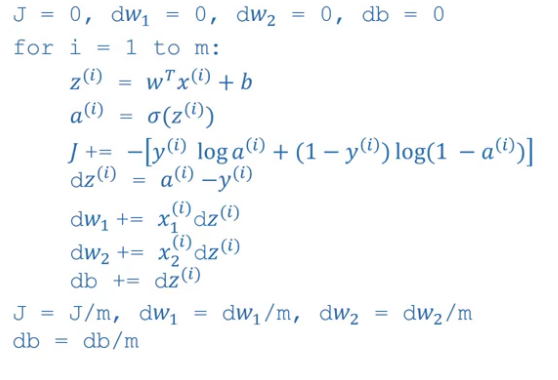 J = 0, dw₁ = 0, dw₂ = 0, db = 0
for i = 1 to m:
z⁽ⁱ⁾ = wᵀx⁽ⁱ⁾ + b
a⁽ⁱ⁾ = σ(z⁽ⁱ⁾)
J += −[y⁽ⁱ⁾ log a⁽ⁱ⁾ + (1 − y⁽ⁱ⁾) log(1 − a⁽ⁱ⁾)]
dz⁽ⁱ⁾ = a⁽ⁱ⁾ −y⁽ⁱ⁾
dw₁ += x₁⁽ⁱ⁾dz⁽ⁱ⁾
dw₂ += x₂⁽ⁱ⁾dz⁽ⁱ⁾
db += dz⁽ⁱ⁾
J = J/m, dw₁ = dw₁/m, dw₂ = dw₂/m
db = db/m